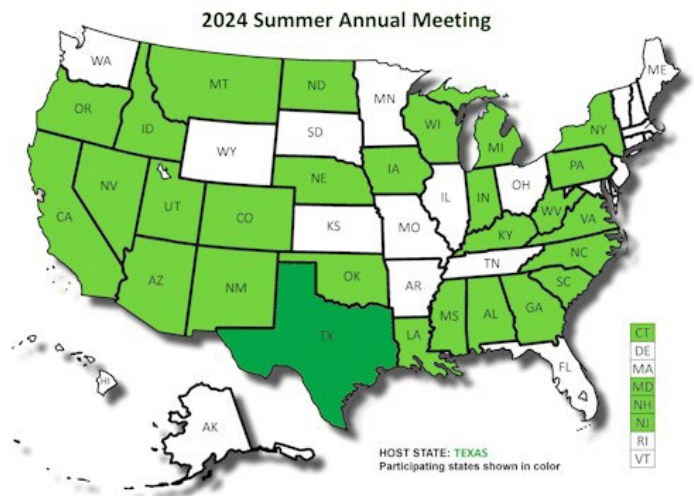 2024 Summer Annual Meeting
WA
MT
ND
MN
ME
OR
ID
WY
SD
WI
MI
NY
NV
UT
CO
NE
IA
IL
IN
OH
PA
CA
KS
MO
KY
WV
VA
AZ
NM
OK
AR
TN
NC
SC
TX
LA
MS
AL
GA
FL
HI
AK
CT
DE
MA
MD
NH
NJ
RI
VT
HOST STATE: TEXAS
Participating states shown in color